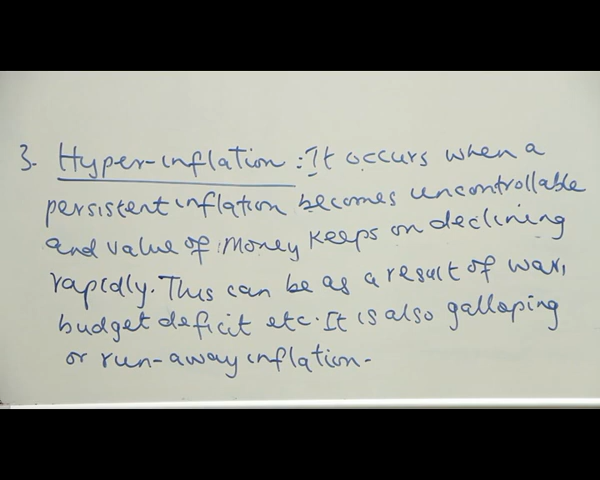 3. Hyper-inflation: It occurs when a
persistent inflation becomes uncontrollable
and value of money keeps on declining
rapidly. This can be as a result of war,
budget deficit etc. It is also galloping
or run-away inflation-